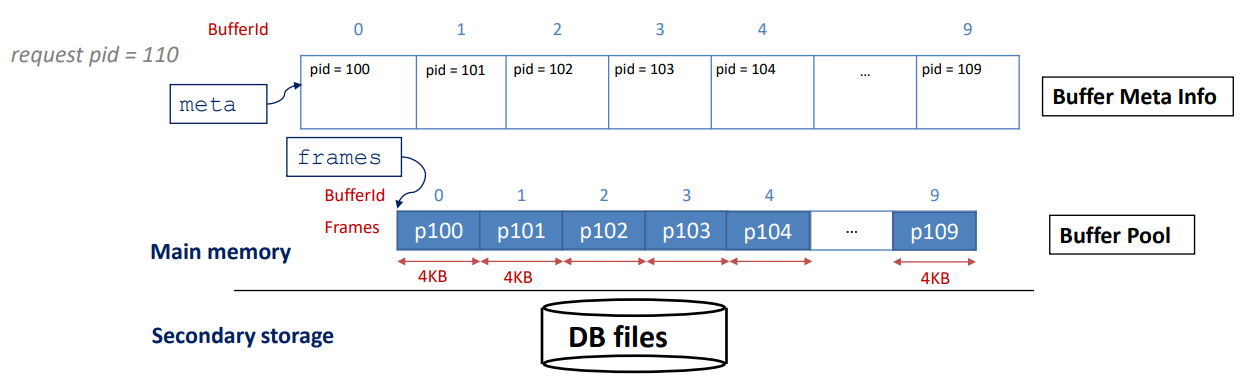 BufferId 0 1 2 3 4 9
request pid = 110
pid = 100 pid = 101 pid = 102 pid = 103 pid = 104 ... pid = 109
meta
Buffer Meta Info
frames
BufferId 0 1 2 3 4 9
Frames p100 p101 p102 p103 p104 ... p109
Buffer Pool
Main memory
4KB 4KB 4KB
Secondary storage
DB files